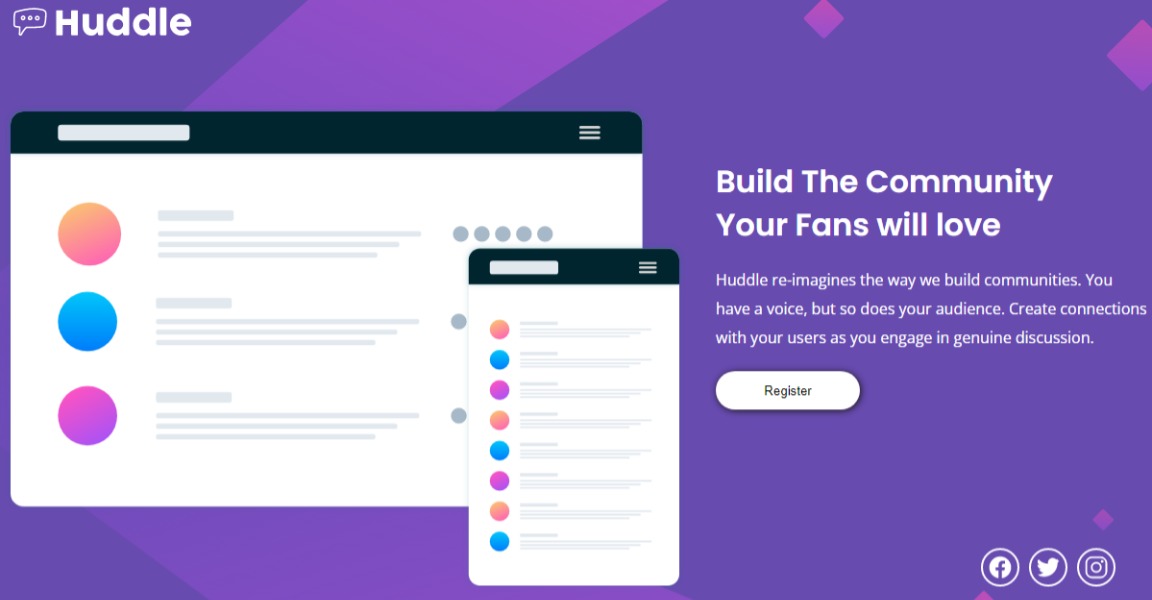 Huddle
Build The Community
Your Fans will love
Huddle re-imagines the way we build communities. You
have a voice, but so does your audience. Create connections
with your users as you engage in genuine discussion.
Register